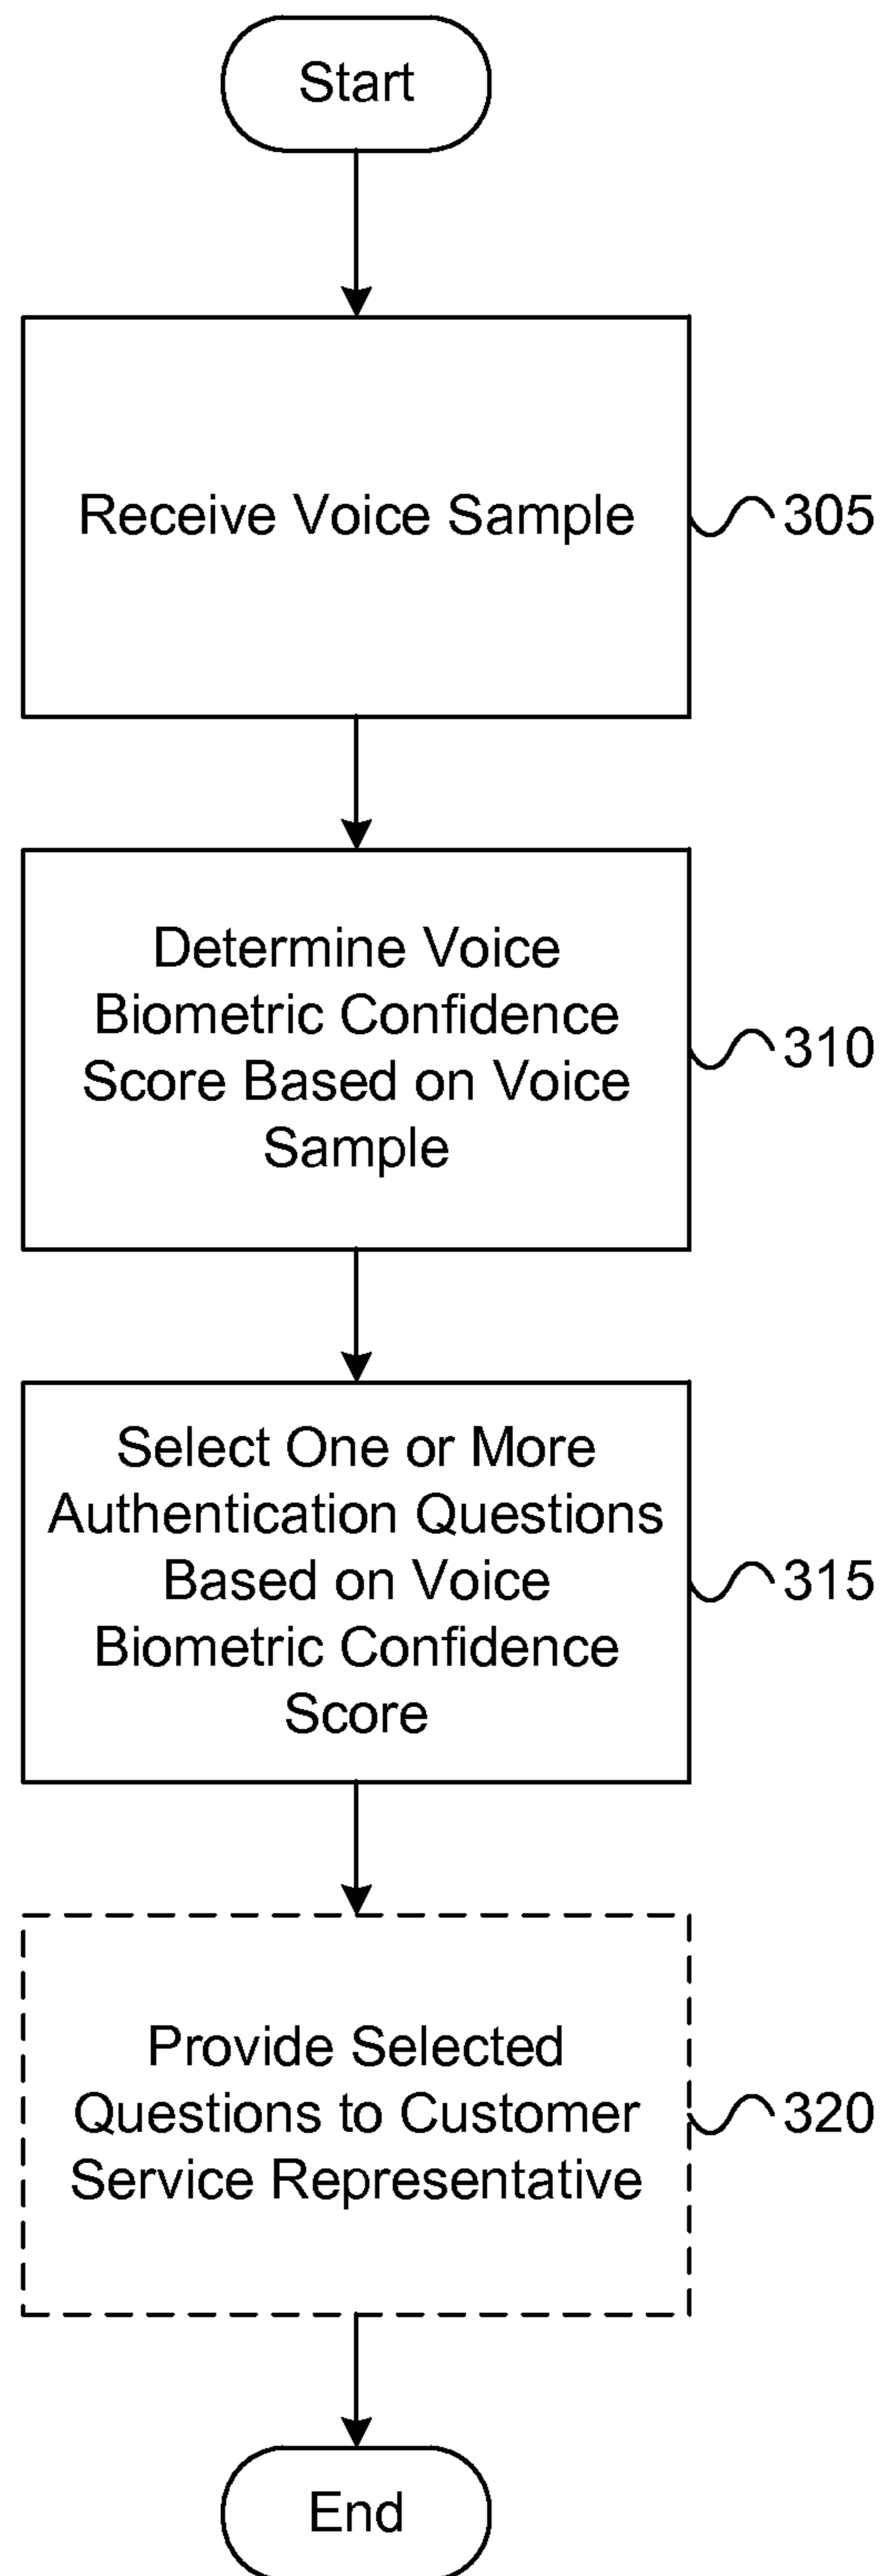 Start
Receive Voice Sample
305
Determine Voice
Biometric Confidence
Score Based on Voice
Sample
310
Select One or More
Authentication Questions
Based on Voice
Biometric Confidence
Score
315
Provide Selected
Questions to Customer
Service Representative
320
End